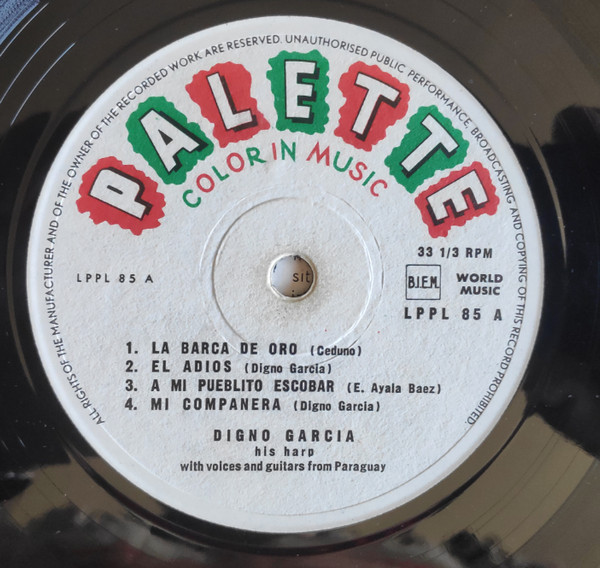 ALL RIGHTS OF THE MANUFACTURER AND OF THE OWNER OF THE RECORDED WORK ARE RESERVED. UNAUTHORISED PUBLIC PERFORMANCE, BROADCASTING AND COPYING OF THIS RECORD PROHIBITED.
PALETTE
COLOR IN MUSIC
33 1/3 RPM
LPPL 85 A
B.I.E.M.
WORLD
MUSIC
LPPL 85 A
sit
1. LA BARCA DE ORO (Ceduno)
2. EL ADIOS (Digno Garcia)
3. A MI PUEBLITO ESCOBAR (E. Ayala Baez)
4. MI COMPANERA (Digno Garcia)
DIGNO GARCIA
his harp
with voices and guitars from Paraguay